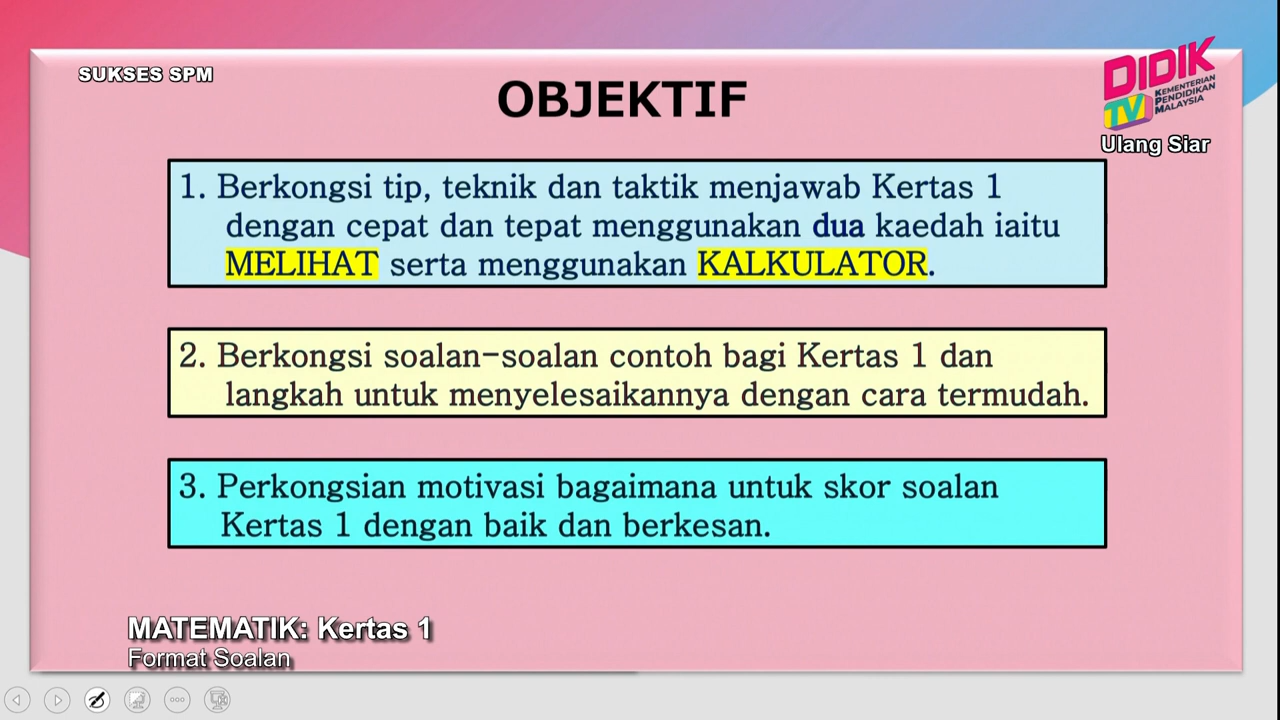 SUKSES SPM
OBJEKTIF
DIDIK
TV
KEMENTERIAN
PENDIDIKAN
MALAYSIA
Ulang Siar
1. Berkongsi tip, teknik dan taktik menjawab Kertas 1
dengan cepat dan tepat menggunakan dua kaedah iaitu
MELIHAT serta menggunakan KALKULATOR.
2. Berkongsi soalan-soalan contoh bagi Kertas 1 dan
langkah untuk menyelesaikannya dengan cara termudah.
3. Perkongsian motivasi bagaimana untuk skor soalan
Kertas 1 dengan baik dan berkesan.
MATEMATIK: Kertas 1
Format Soalan